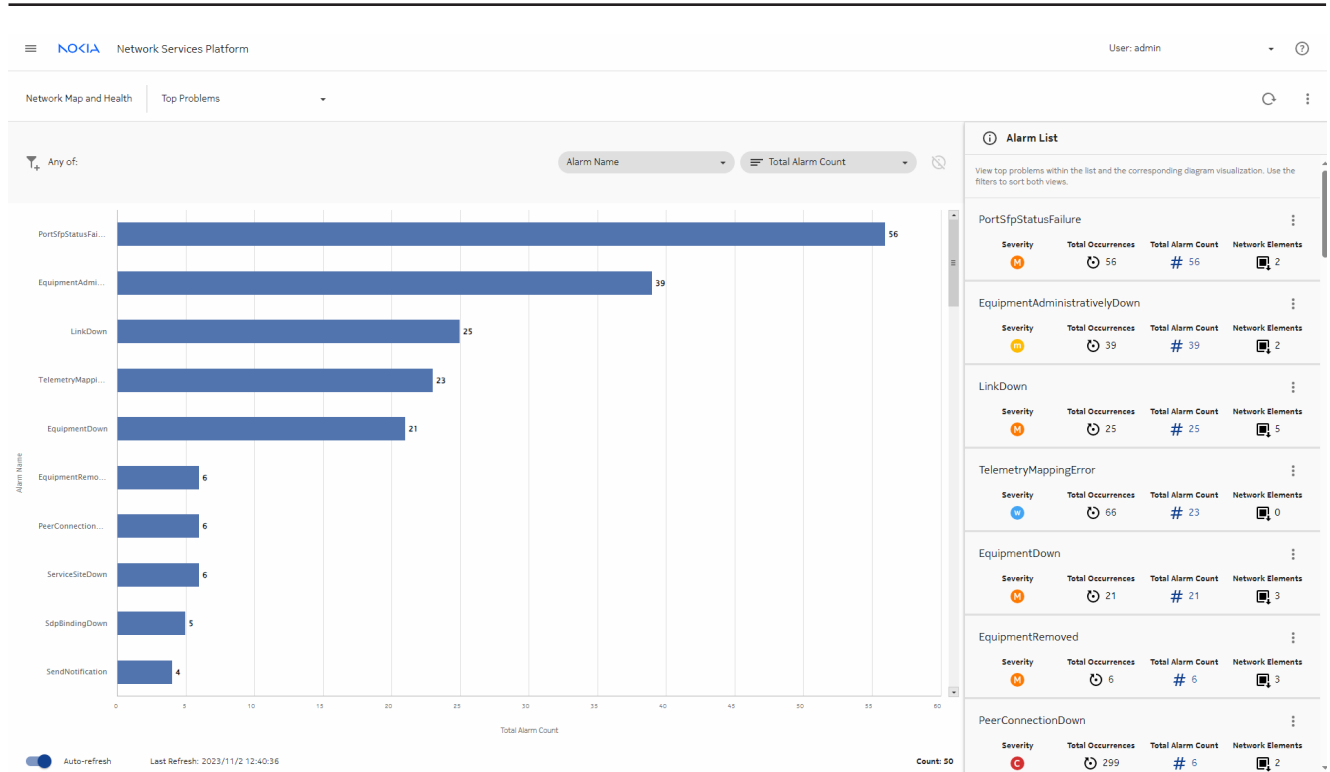 NOKIA Network Services Platform
User: admin
Network Map and Health
Top Problems
Any of:
Alarm Name
Total Alarm Count
PortSfpStatusFai...
56
EquipmentAdmi...
39
LinkDown
25
TelemetryMappi...
23
EquipmentDown
21
EquipmentRemo...
6
PeerConnection...
6
ServiceSiteDown
6
SdpBindingDown
5
SendNotification
4
Alarm Name
0 5 10 15 20 25 30 35 40 45 50 55 60
Total Alarm Count
Auto-refresh
Last Refresh: 2023/11/2 12:40:36
Count: 50
Alarm List
View top problems within the list and the corresponding diagram visualization. Use the
filters to sort both views.
PortSfpStatusFailure
Severity Total Occurrences Total Alarm Count Network Elements
M 56 # 56 2
EquipmentAdministrativelyDown
Severity Total Occurrences Total Alarm Count Network Elements
m 39 # 39 2
LinkDown
Severity Total Occurrences Total Alarm Count Network Elements
M 25 # 25 5
TelemetryMappingError
Severity Total Occurrences Total Alarm Count Network Elements
w 66 # 23 0
EquipmentDown
Severity Total Occurrences Total Alarm Count Network Elements
M 21 # 21 3
EquipmentRemoved
Severity Total Occurrences Total Alarm Count Network Elements
M 6 # 6 3
PeerConnectionDown
Severity Total Occurrences Total Alarm Count Network Elements
C 299 # 6 2